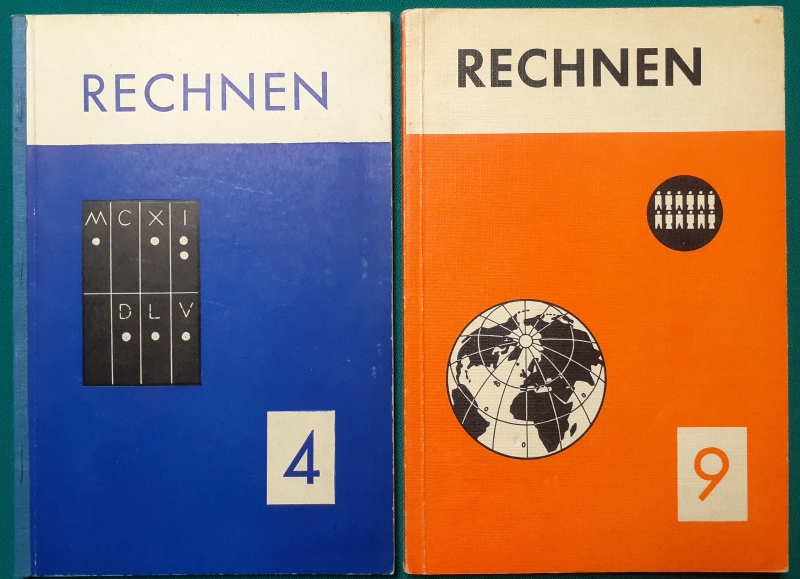 RECHNEN
M C X I
D L V
4
RECHNEN
9